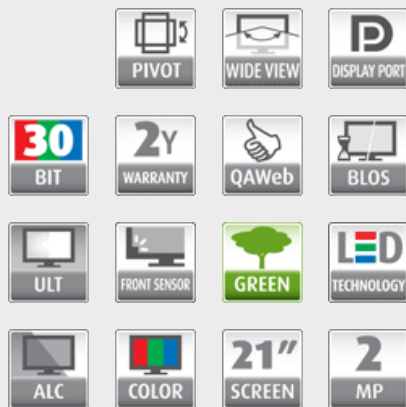 PIVOT
WIDE VIEW
DISPLAY PORT
30
BIT
2Y
WARRANTY
QAWeb
BLOS
ULT
FRONT SENSOR
GREEN
LED
TECHNOLOGY
ALC
COLOR
21"
SCREEN
2
MP